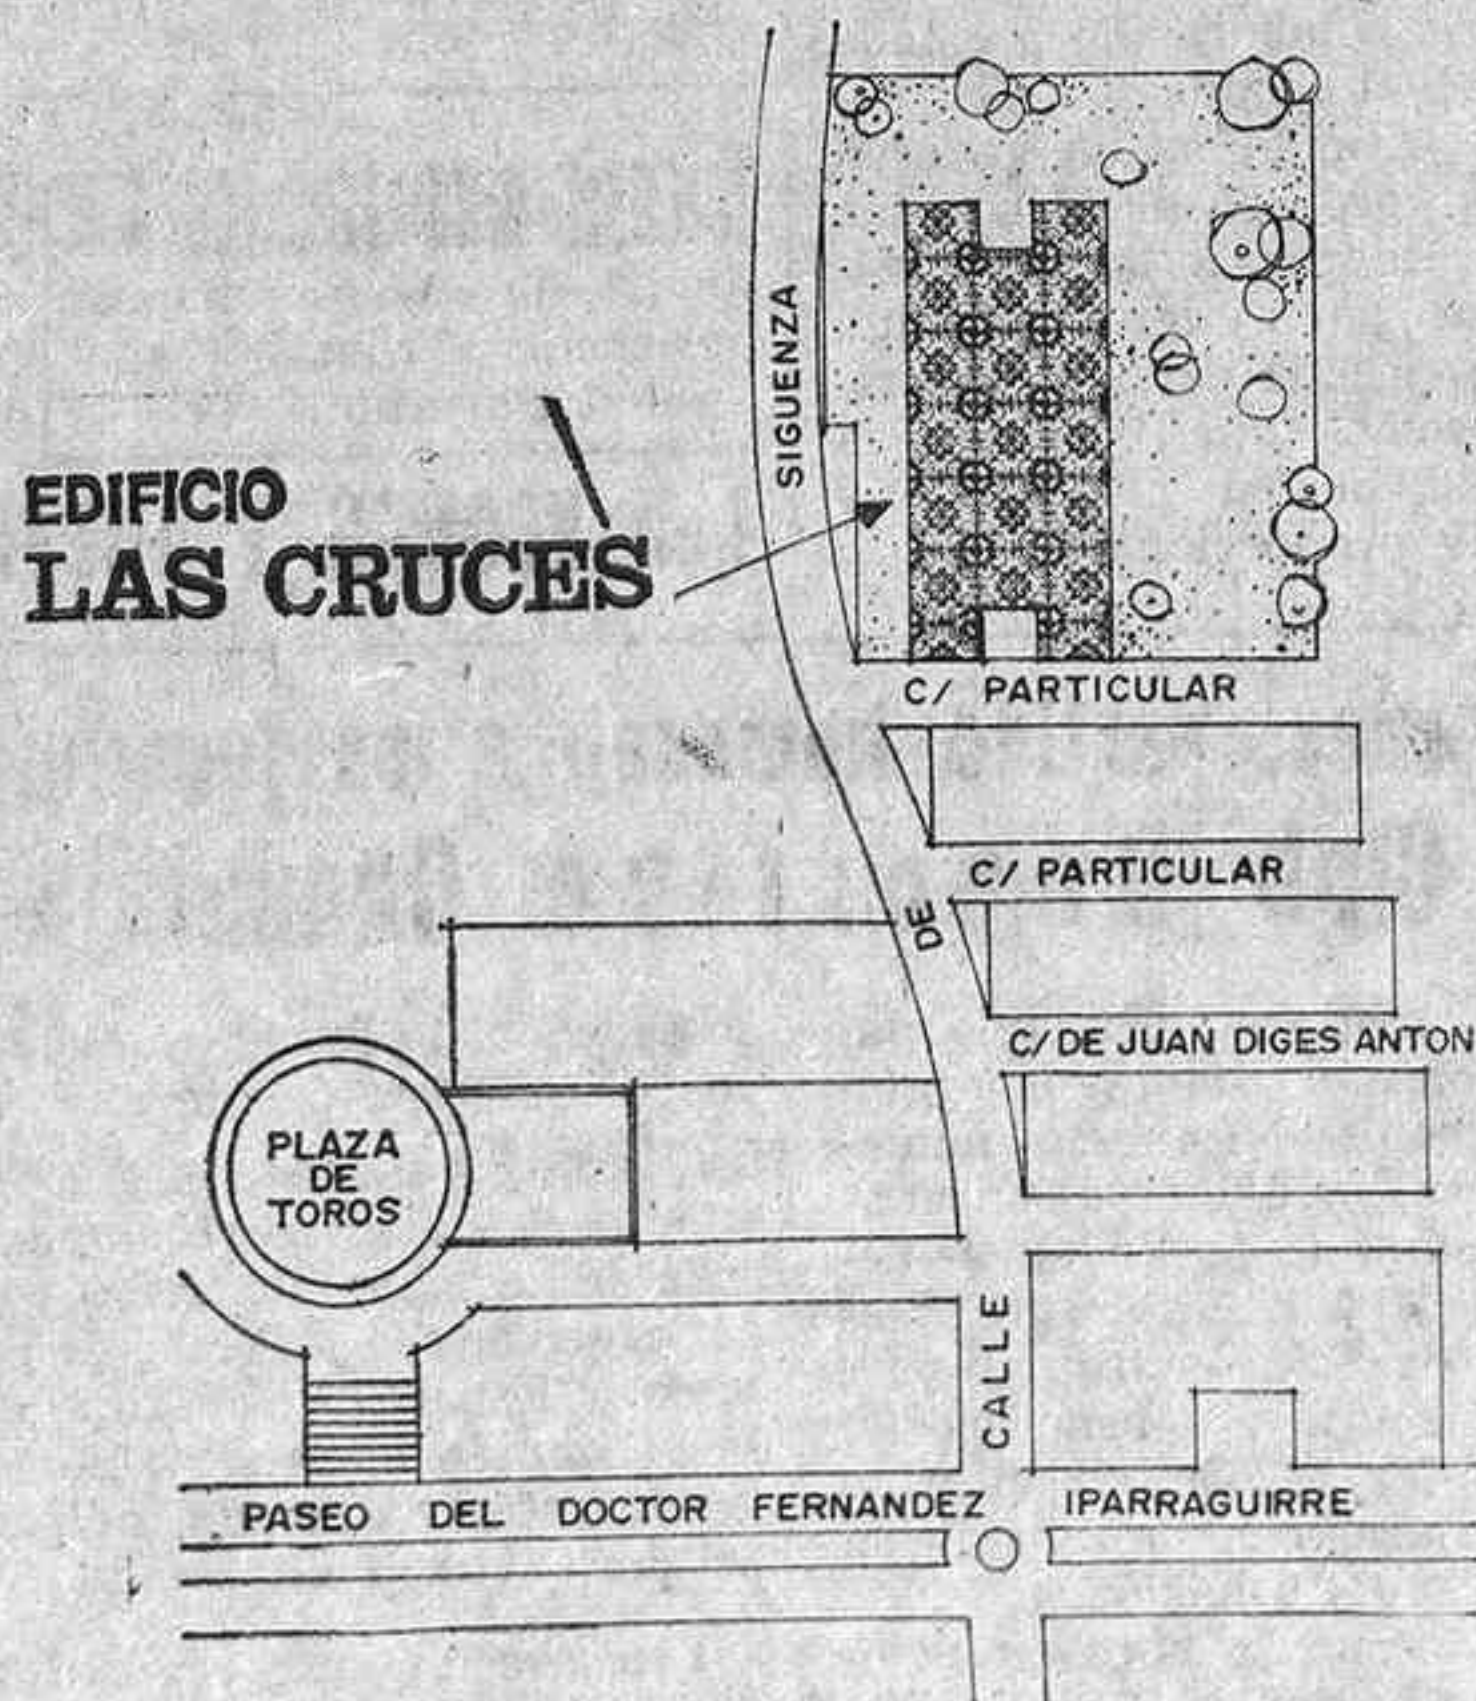 SIGUENZA
EDIFICIO
LAS CRUCES
C/ PARTICULAR
C/ PARTICULAR
DE
C/ DE JUAN DIGES ANTON
PLAZA
DE
TOROS
CALLE
PASEO DEL DOCTOR FERNANDEZ IPARRAGUIRRE